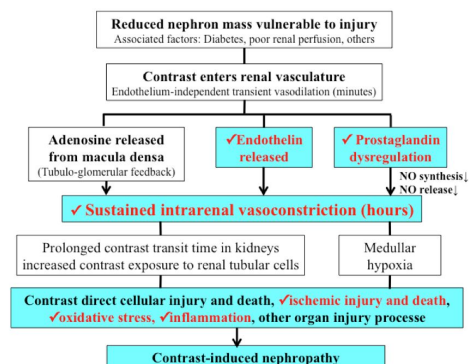 Reduced nephron mass vulnerable to injury
Associated factors: Diabetes, poor renal perfusion, others
Contrast enters renal vasculature
Endothelium-independent transient vasodilation (minutes)
Adenosine released
from macula densa
(Tubulo-glomerular feedback)
✓Endothelin
released
✓Prostaglandin
dysregulation
NO synthesis↓
NO release↓
✓Sustained intrarenal vasoconstriction (hours)
Prolonged contrast transit time in kidneys
increased contrast exposure to renal tubular cells
Medullar
hypoxia
Contrast direct cellular injury and death, ✓ischemic injury and death,
✓oxidative stress, ✓inflammation, other organ injury processe
Contrast-induced nephropathy